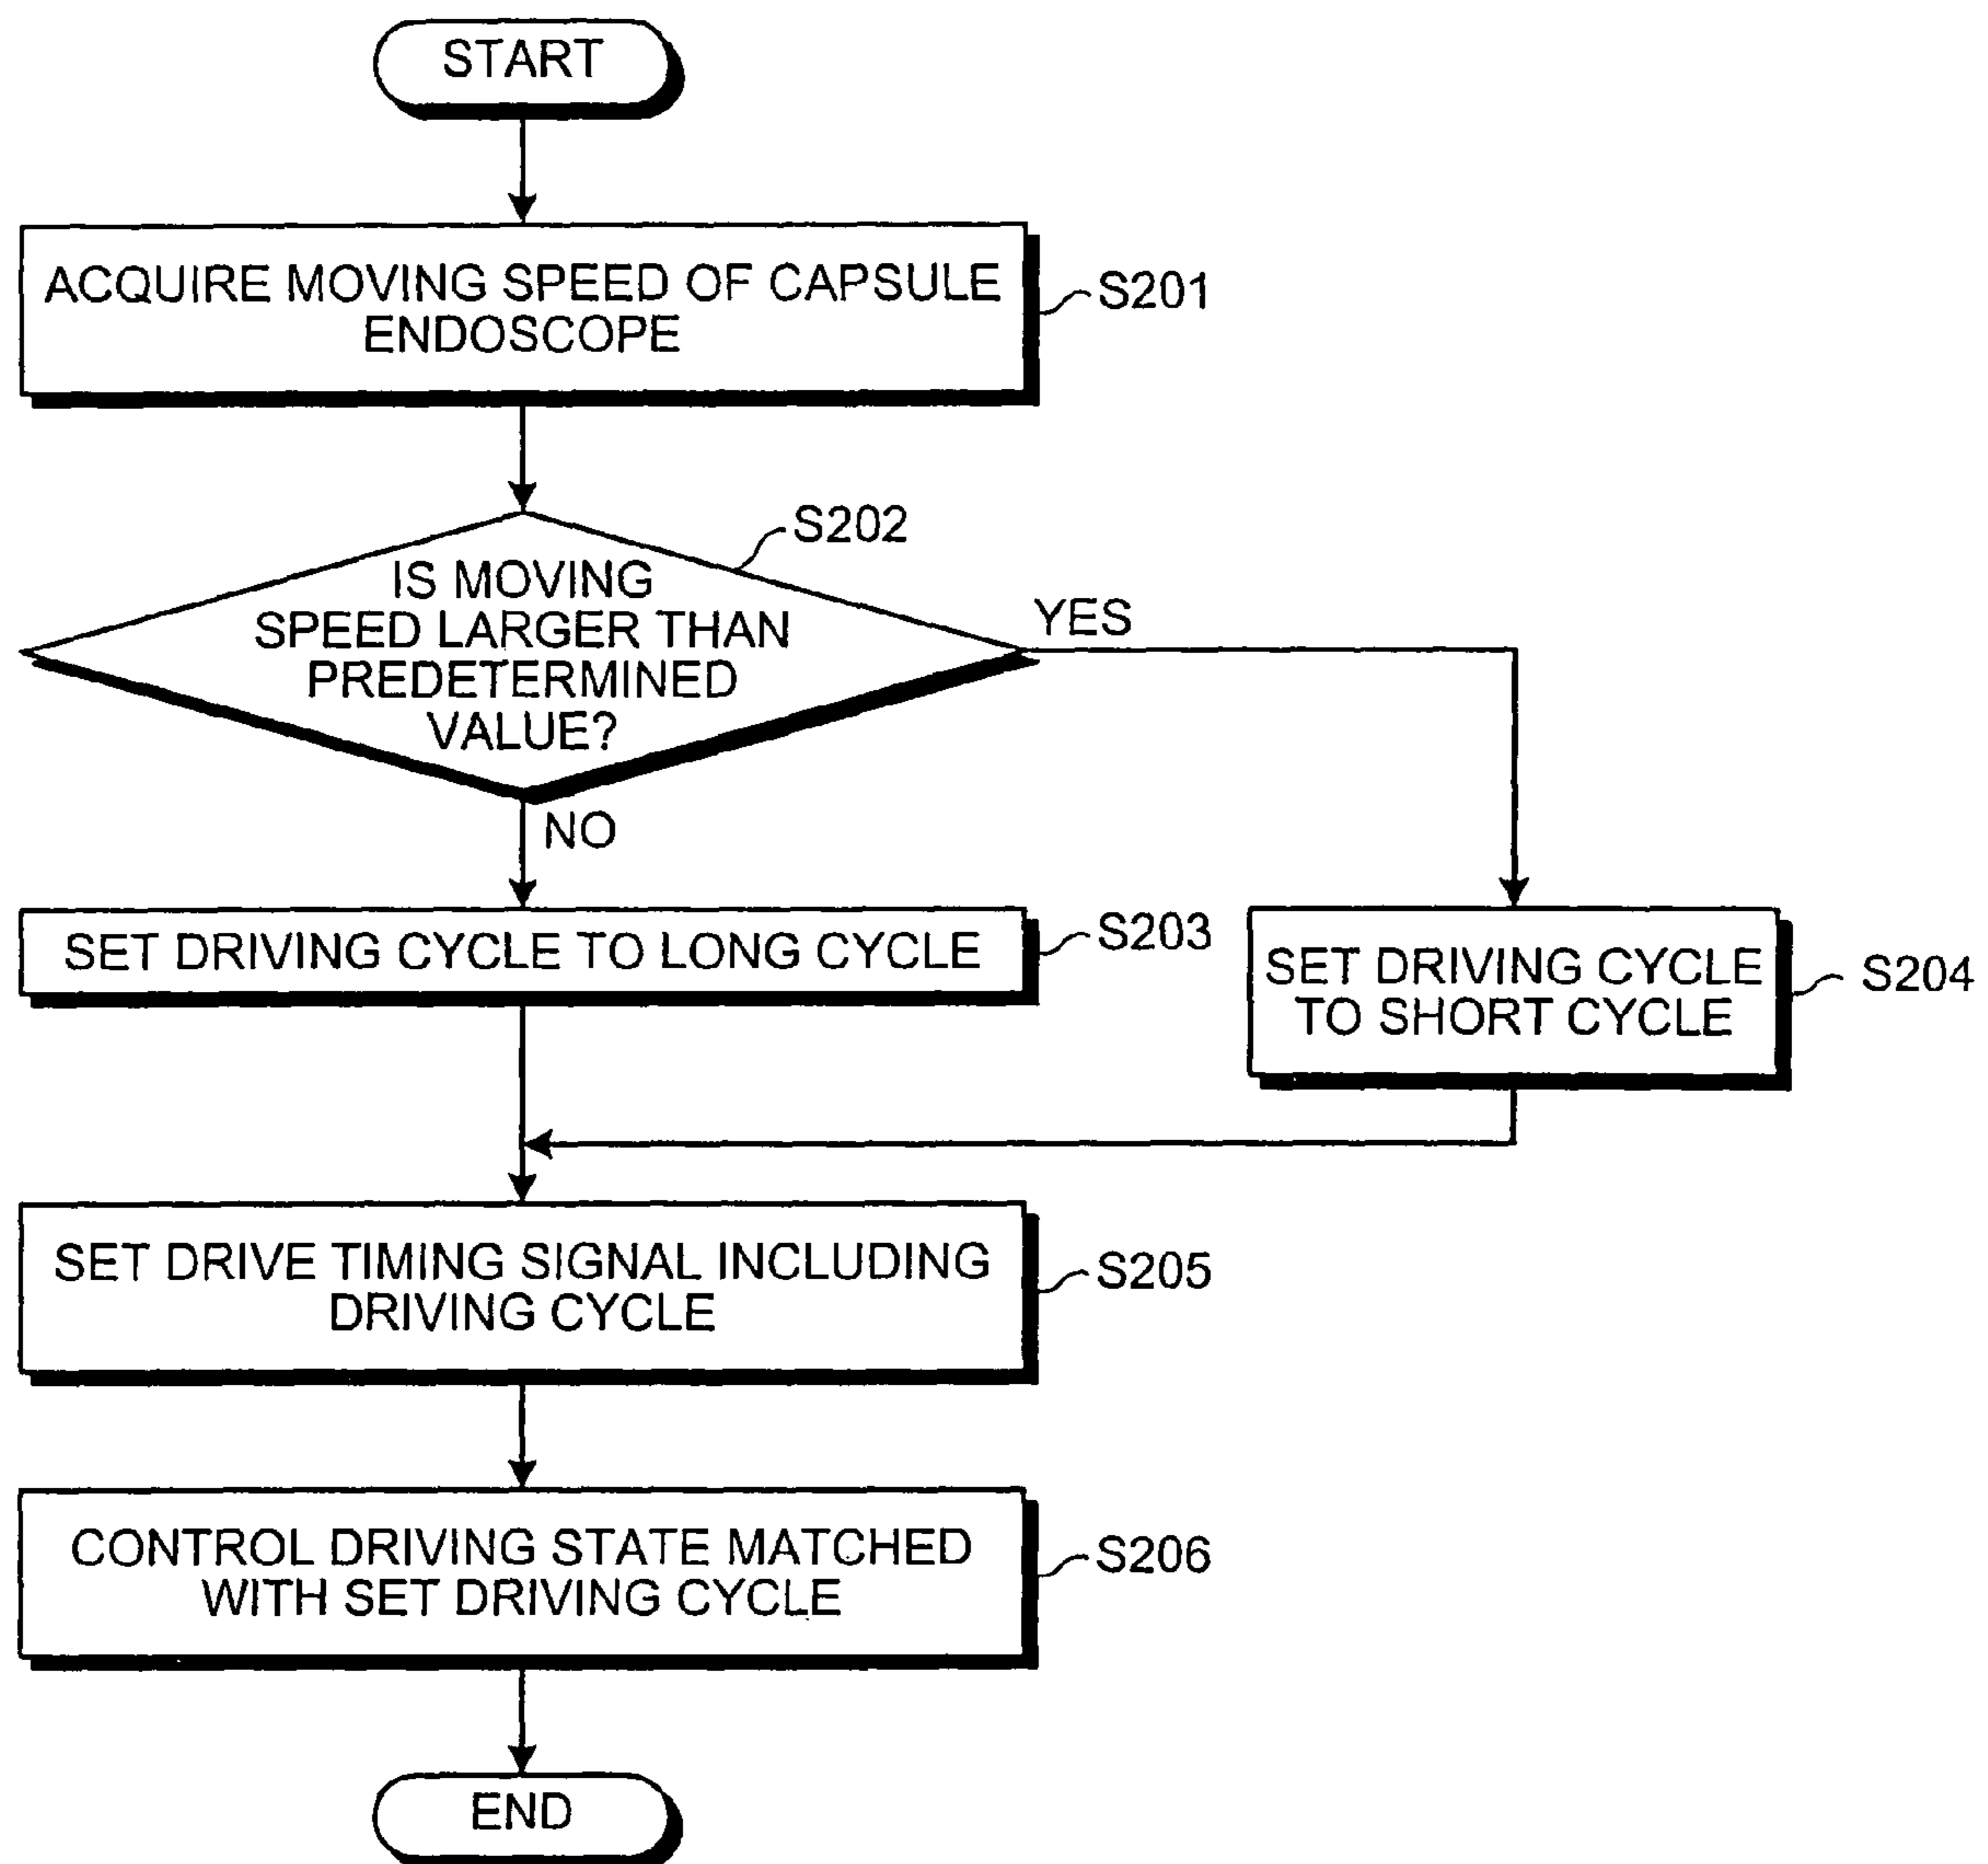 START
ACQUIRE MOVING SPEED OF CAPSULE
ENDOSCOPE
S201
S202
IS MOVING
SPEED LARGER THAN
PREDETERMINED
VALUE?
YES
NO
SET DRIVING CYCLE TO LONG CYCLE
S203
SET DRIVING CYCLE
TO SHORT CYCLE
S204
SET DRIVE TIMING SIGNAL INCLUDING
DRIVING CYCLE
S205
CONTROL DRIVING STATE MATCHED
WITH SET DRIVING CYCLE
S206
END